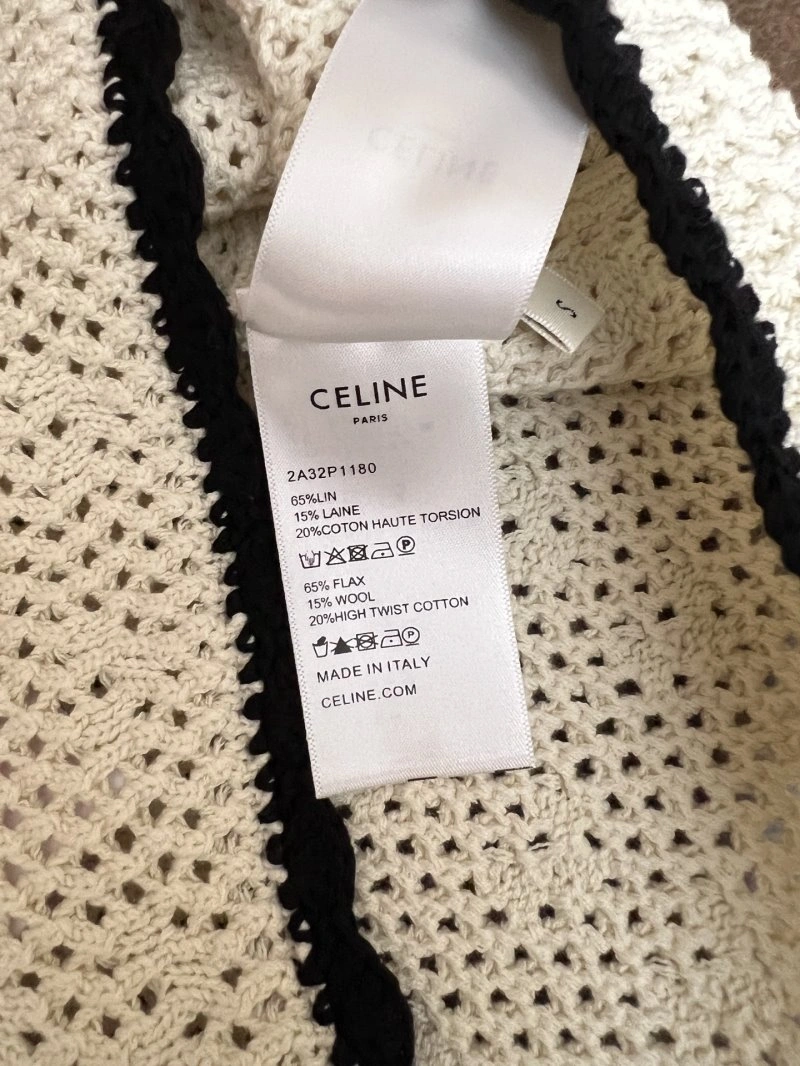 CELINE
S
CELINE
PARIS
2A32P1180
65%LIN
15% LAINE
20%COTON HAUTE TORSION
P
65% FLAX
15% WOOL
20%HIGH TWIST COTTON
P
MADE IN ITALY
CELINE.COM